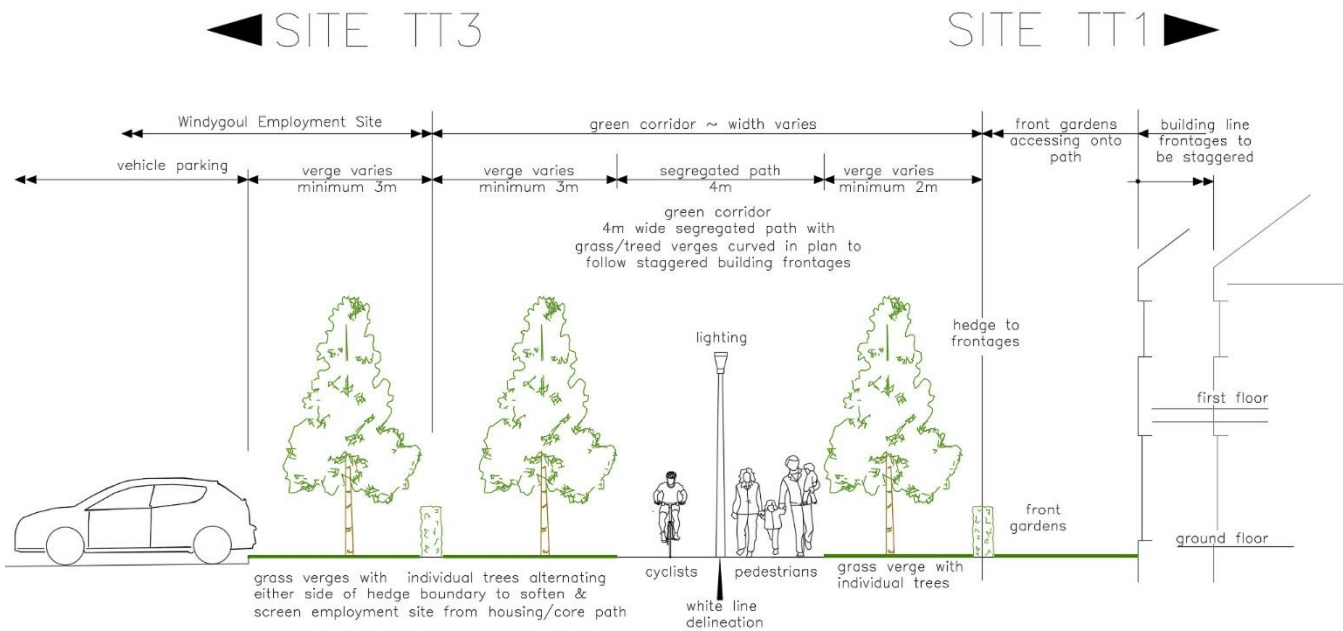 SITE TT3
SITE TT1
Windygoul Employment Site
green corridor ~ width varies
front gardens
accessing onto
path
building line
frontages to
be staggered
vehicle parking
verge varies
minimum 3m
verge varies
minimum 3m
segregated path
4m
verge varies
minimum 2m
green corridor
4m wide segregated path with
grass/treed verges curved in plan to
follow staggered building frontages
lighting
hedge to
frontages
first floor
front
gardens
ground floor
grass verges with individual trees alternating
either side of hedge boundary to soften &
screen employment site from housing/core path
cyclists
pedestrians
grass verge with
individual trees
white line
delineation